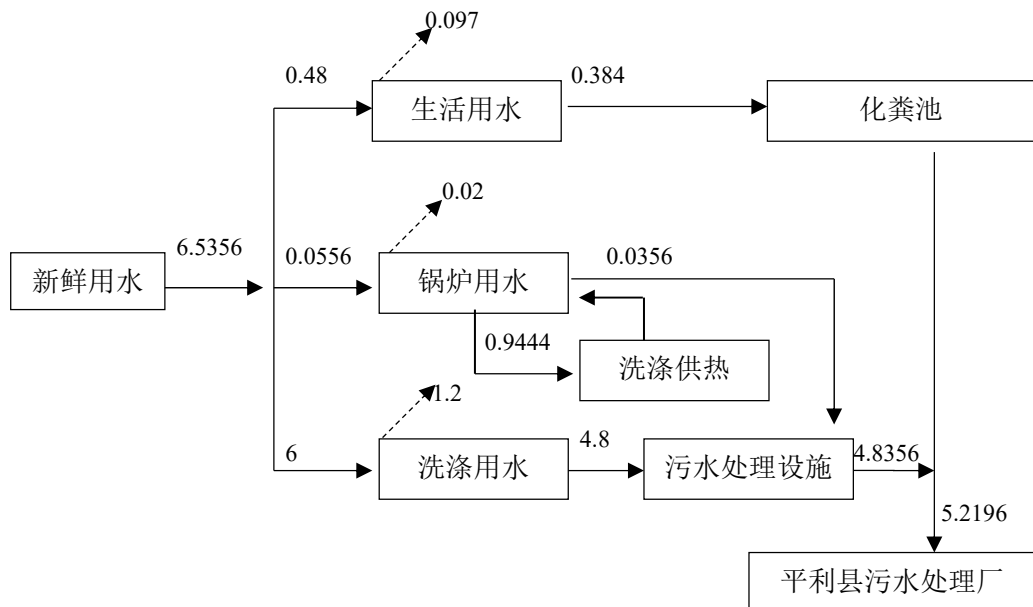 0.097
0.48
0.384
生活用水
化粪池
0.02
6.5356
0.0556
0.0356
新鲜用水
锅炉用水
0.9444
洗涤供热
1.2
6
4.8
4.8356
洗涤用水
污水处理设施
5.2196
平利县污水处理厂